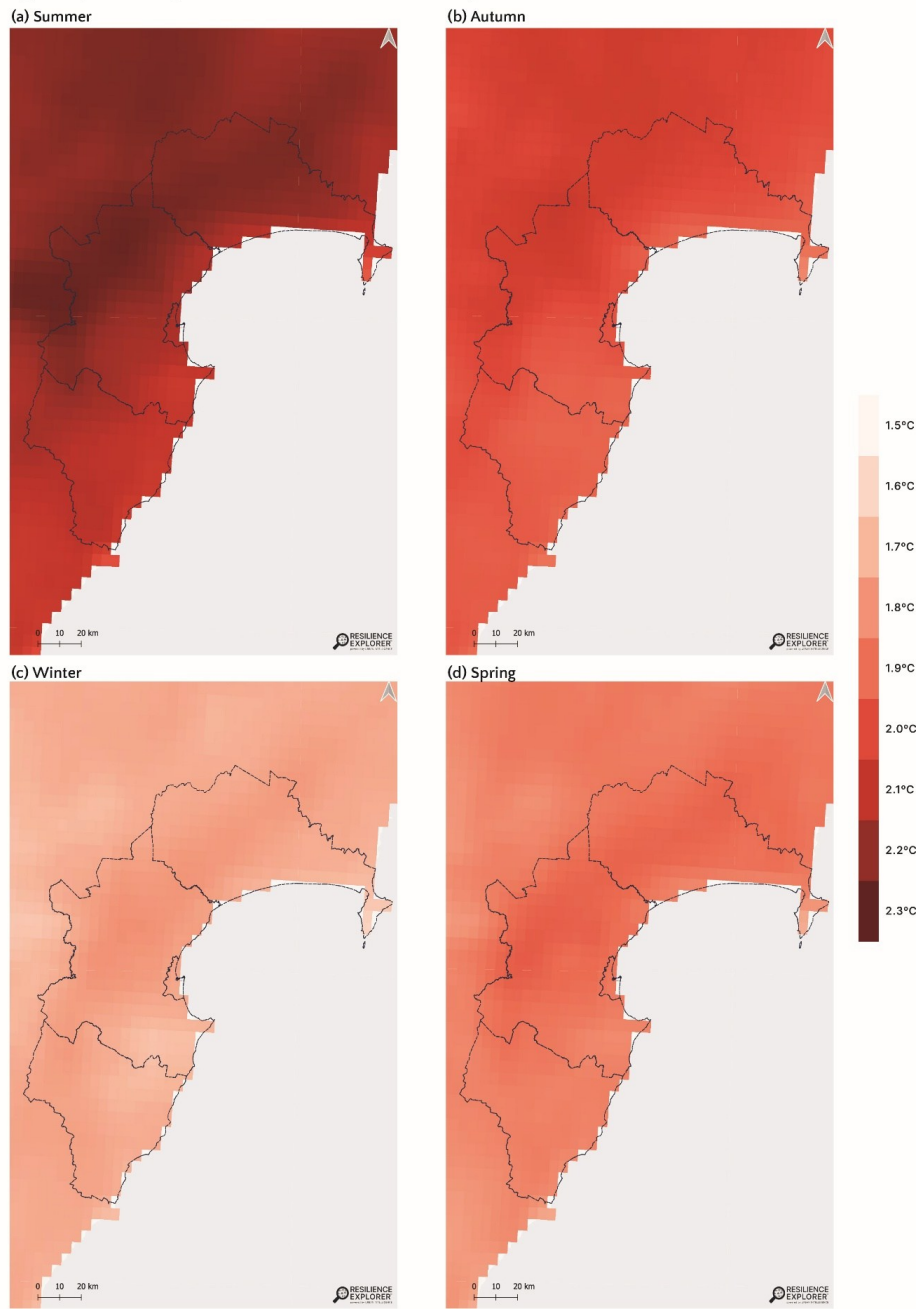 (a) Summer
(b) Autumn
0 10 20 km
RESILIENCE
EXPLORER
0 10 20 km
RESILIENCE
EXPLORER
1.5°C
1.6°C
1.7°C
1.8°C
1.9°C
2.0°C
2.1°C
2.2°C
2.3°C
(c) Winter
(d) Spring
0 10 20 km
RESILIENCE
EXPLORER
0 10 20 km
RESILIENCE
EXPLORER